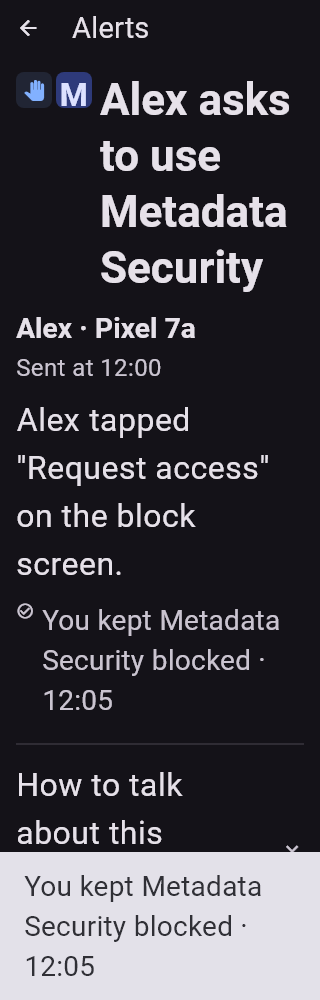 Alerts
M
Alex asks
to use
Metadata
Security
Alex · Pixel 7a
Sent at 12:00
Alex tapped
"Request access"
on the block
screen.
You kept Metadata
Security blocked ·
12:05
How to talk
about this
You kept Metadata
Security blocked ·
12:05